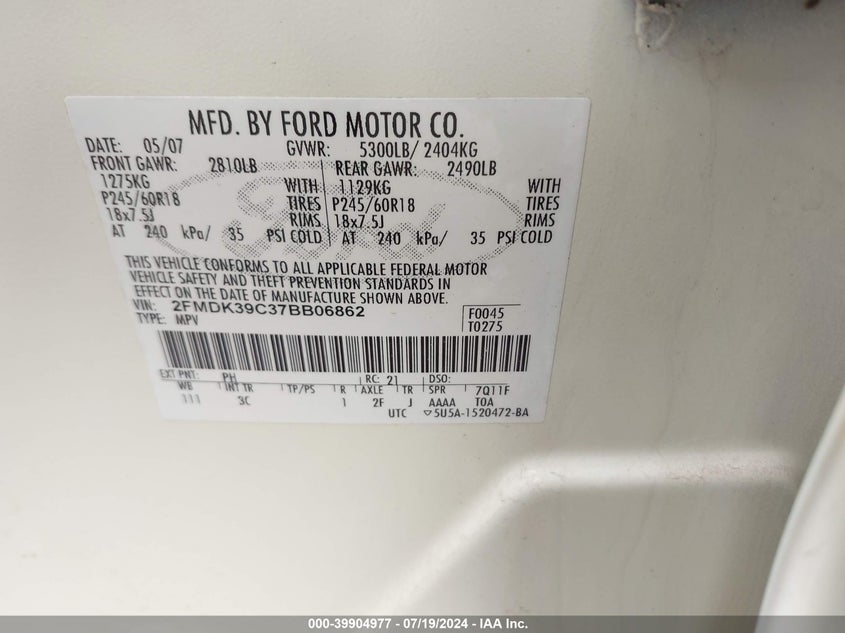 MFD. BY FORD MOTOR CO.
DATE: 05/07 GVWR: 5300LB/ 2404KG
FRONT GAWR: 2810LB REAR GAWR: 2490LB
1275KG WITH 1129KG WITH
P245/60R18 TIRES P245/60R18 TIRES
18x7.5J RIMS 18x7.5J RIMS
AT 240 kPa/ 35 PSI COLD AT 240 kPa/ 35 PSI COLD
Ford
THIS VEHICLE CONFORMS TO ALL APPLICABLE FEDERAL MOTOR
VEHICLE SAFETY AND THEFT PREVENTION STANDARDS IN
EFFECT ON THE DATE OF MANUFACTURE SHOWN ABOVE.
VIN: 2FMDK39C37BB06862 F0045
TYPE: MPV T0275
EXT PNT: PH RC: 21 DSO:
WB INT TR TP/PS R AXLE TR SPR 7Q11F
111 3C 1 2F J AAAA T0A
UTC ▽5U5A-1520472-BA
000-39904977 - 07/19/2024 - IAA Inc.